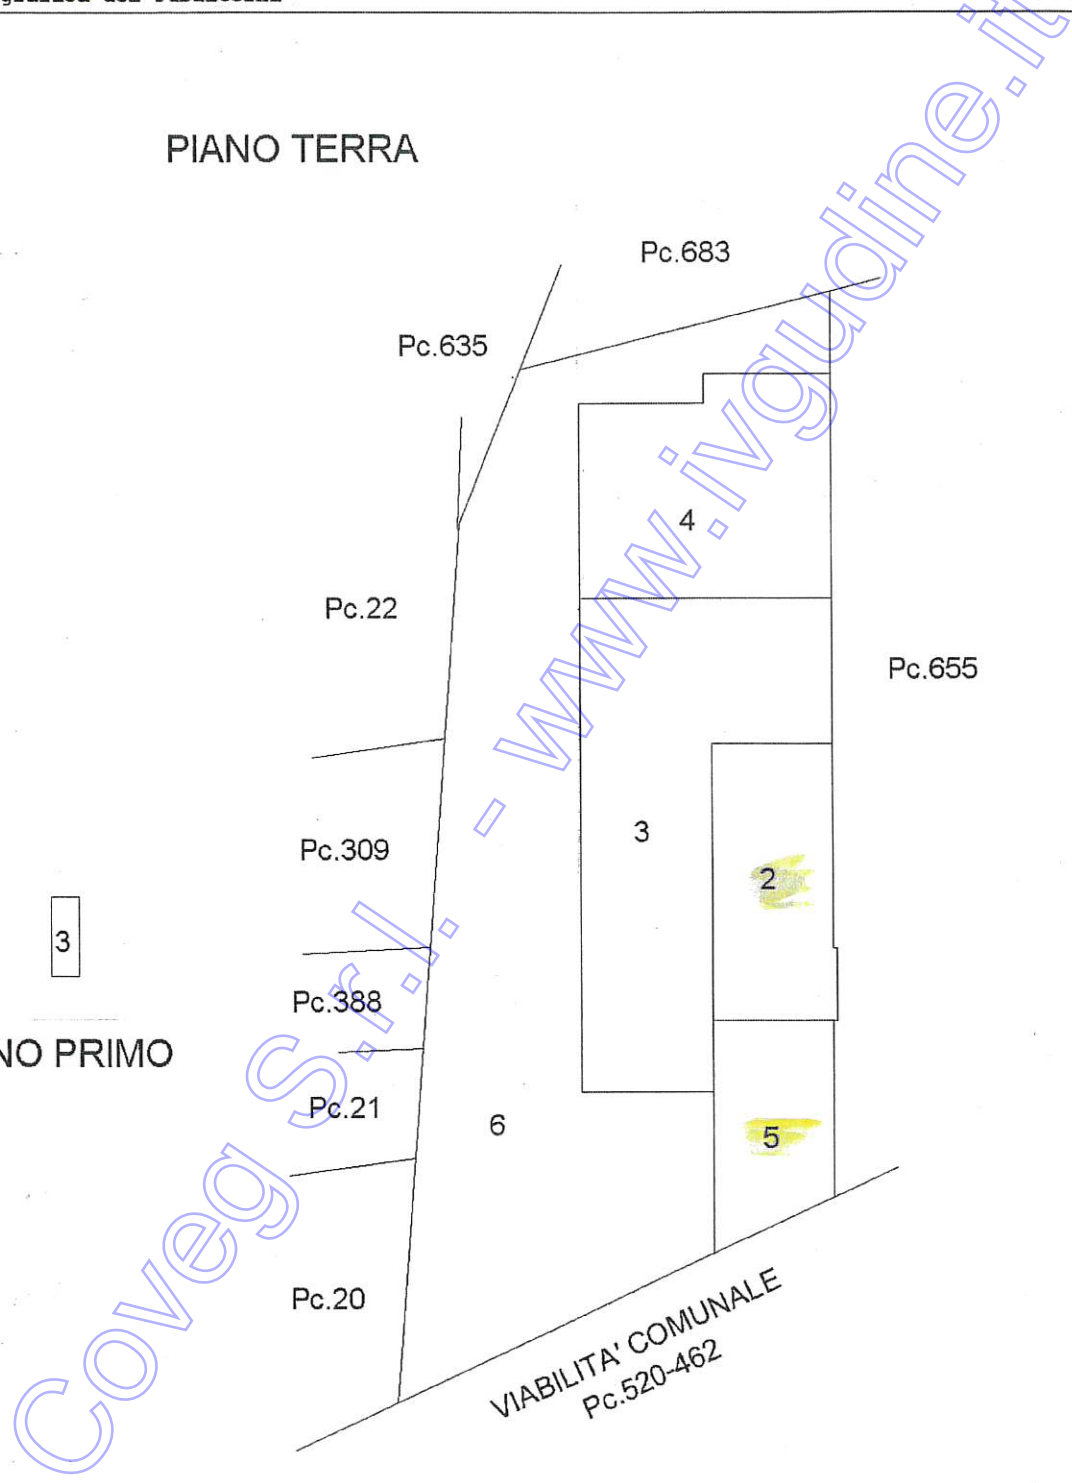 PIANO TERRA
Pc.683
Pc.635
4
Pc.22
Pc.655
3
Pc.309
2
3
Pc.388
NO PRIMO
Pc.21
6
5
Pc.20
VIABILITA' COMUNALE
Pc.520-462
Coveg S.r.l. - www.ivgudine.it